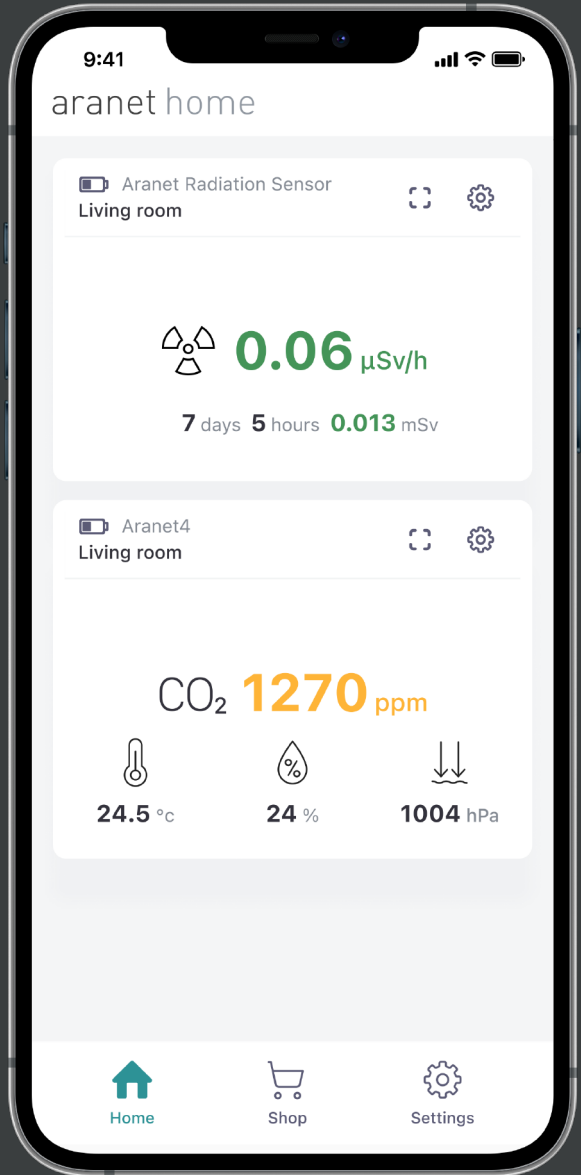 9:41
aranet home
Aranet Radiation Sensor
Living room
0.06 µSv/h
7 days 5 hours 0.013 mSv
Aranet4
Living room
CO₂ 1270 ppm
%
24.5 °c 24 % 1004 hPa
Home Shop Settings